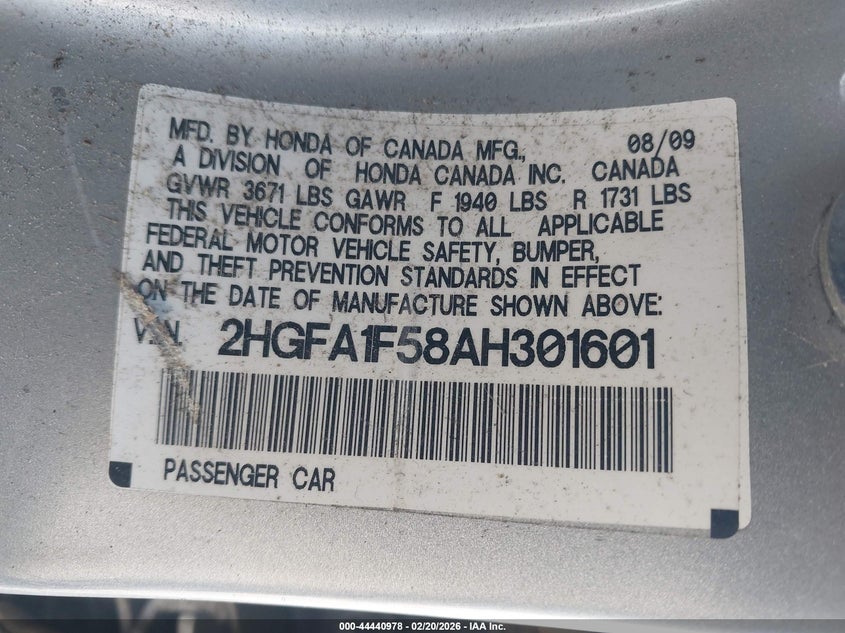 MFD. BY HONDA OF CANADA MFG., 08/09
A DIVISION OF HONDA CANADA INC. CANADA
GVWR 3671 LBS GAWR F 1940 LBS R 1731 LBS
THIS VEHICLE CONFORMS TO ALL APPLICABLE
FEDERAL MOTOR VEHICLE SAFETY, BUMPER,
AND THEFT PREVENTION STANDARDS IN EFFECT
ON THE DATE OF MANUFACTURE SHOWN ABOVE:
V.I.N. 2HGFA1F58AH301601
PASSENGER CAR
000-44440978 | 02/20/2026 – IAA Inc.